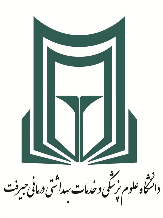 دانشگاه علوم پزشکی و خدمات بهداشتی درمانی جیرفت